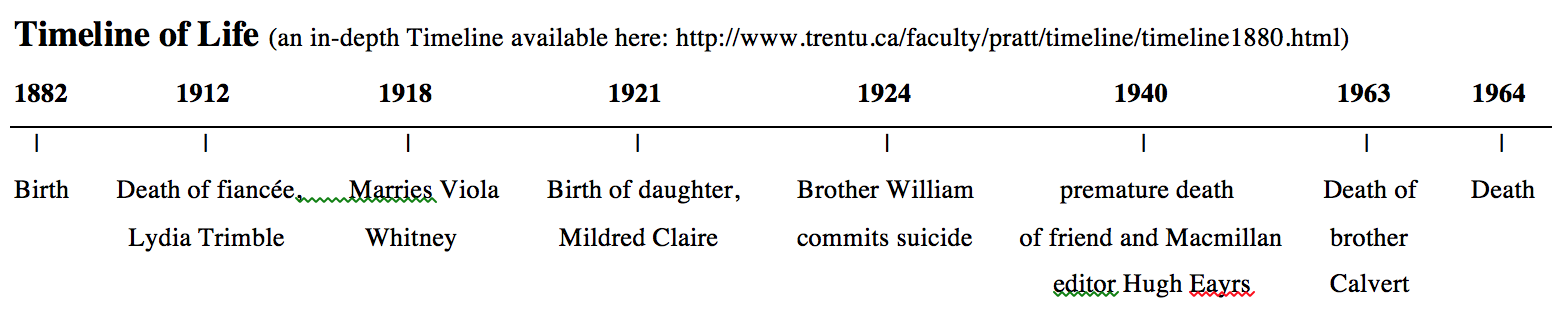 Timeline of Life (an in-depth Timeline available here: http://www.trentu.ca/faculty/pratt/timeline/timeline1880.html)
1882 1912 1918 1921 1924 1940 1963 1964
Birth Death of fiancée, Marries Viola Birth of daughter, Brother William premature death Death of Death
Lydia Trimble Whitney Mildred Claire commits suicide of friend and Macmillan brother
editor Hugh Eayrs Calvert